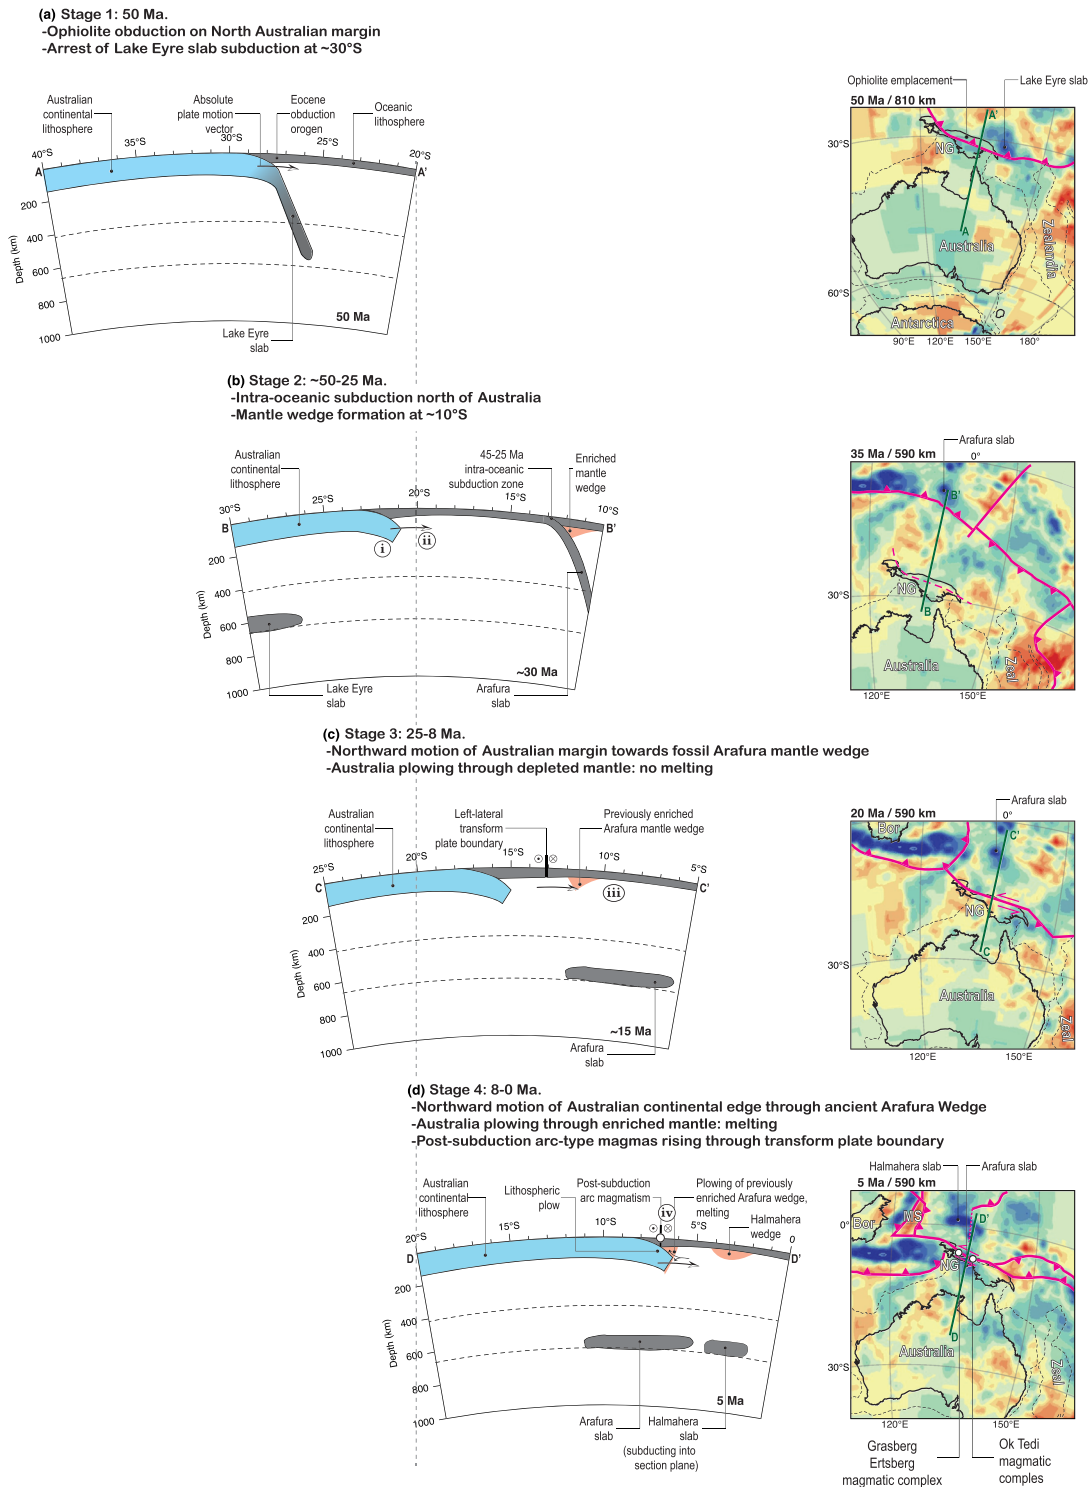 (a) Stage 1: 50 Ma.
-Ophiolite obduction on North Australian margin
-Arrest of Lake Eyre slab subduction at ~30°S
Australian
continental
lithosphere
Absolute
plate motion
vector
Eocene
obduction
orogen
Oceanic
lithosphere
40°S
35°S
30°S
25°S
20°S
A
A'
200
400
600
800
1000
Depth (km)
50 Ma
Lake Eyre
slab
Ophiolite emplacement
Lake Eyre slab
50 Ma / 810 km
A'
30°S
NG
A
Australia
Zealandia
60°S
Antarctica
90°E
120°E
150°E
180°
(b) Stage 2: ~50-25 Ma.
-Intra-oceanic subduction north of Australia
-Mantle wedge formation at ~10°S
Australian
continental
lithosphere
45-25 Ma
intra-oceanic
subduction zone
Enriched
mantle
wedge
30°S
25°S
20°S
15°S
10°S
B
B'
i
ii
200
400
600
800
1000
Depth (km)
~30 Ma
Lake Eyre
slab
Arafura
slab
Arafura slab
35 Ma / 590 km
0°
B'
30°S
NG
B
Australia
Zeal
120°E
150°E
(c) Stage 3: 25-8 Ma.
-Northward motion of Australian margin towards fossil Arafura mantle wedge
-Australia plowing through depleted mantle: no melting
Australian
continental
lithosphere
Left-lateral
transform
plate boundary
Previously enriched
Arafura mantle wedge
25°S
20°S
15°S
10°S
5°S
C
C'
iii
200
400
600
800
1000
Depth (km)
~15 Ma
Arafura
slab
Arafura slab
20 Ma / 590 km
0°
Bor
C'
NG
C
30°S
Australia
Zeal
120°E
150°E
(d) Stage 4: 8-0 Ma.
-Northward motion of Australian continental edge through ancient Arafura Wedge
-Australia plowing through enriched mantle: melting
-Post-subduction arc-type magmas rising through transform plate boundary
Australian
continental
lithosphere
Lithospheric
plow
Post-subduction
arc magmatism
Plowing of previously
enriched Arafura wedge,
melting
Halmahera
wedge
iv
20°S
15°S
10°S
5°S
0
D
D'
200
400
600
800
1000
Depth (km)
5 Ma
Arafura
slab
Halmahera
slab
(subducting into
section plane)
Halmahera slab
Arafura slab
5 Ma / 590 km
0°
Bor
MS
D'
NG
D
Australia
Zeal
30°S
120°E
150°E
Grasberg
Ertsberg
magmatic complex
Ok Tedi
magmatic
comples